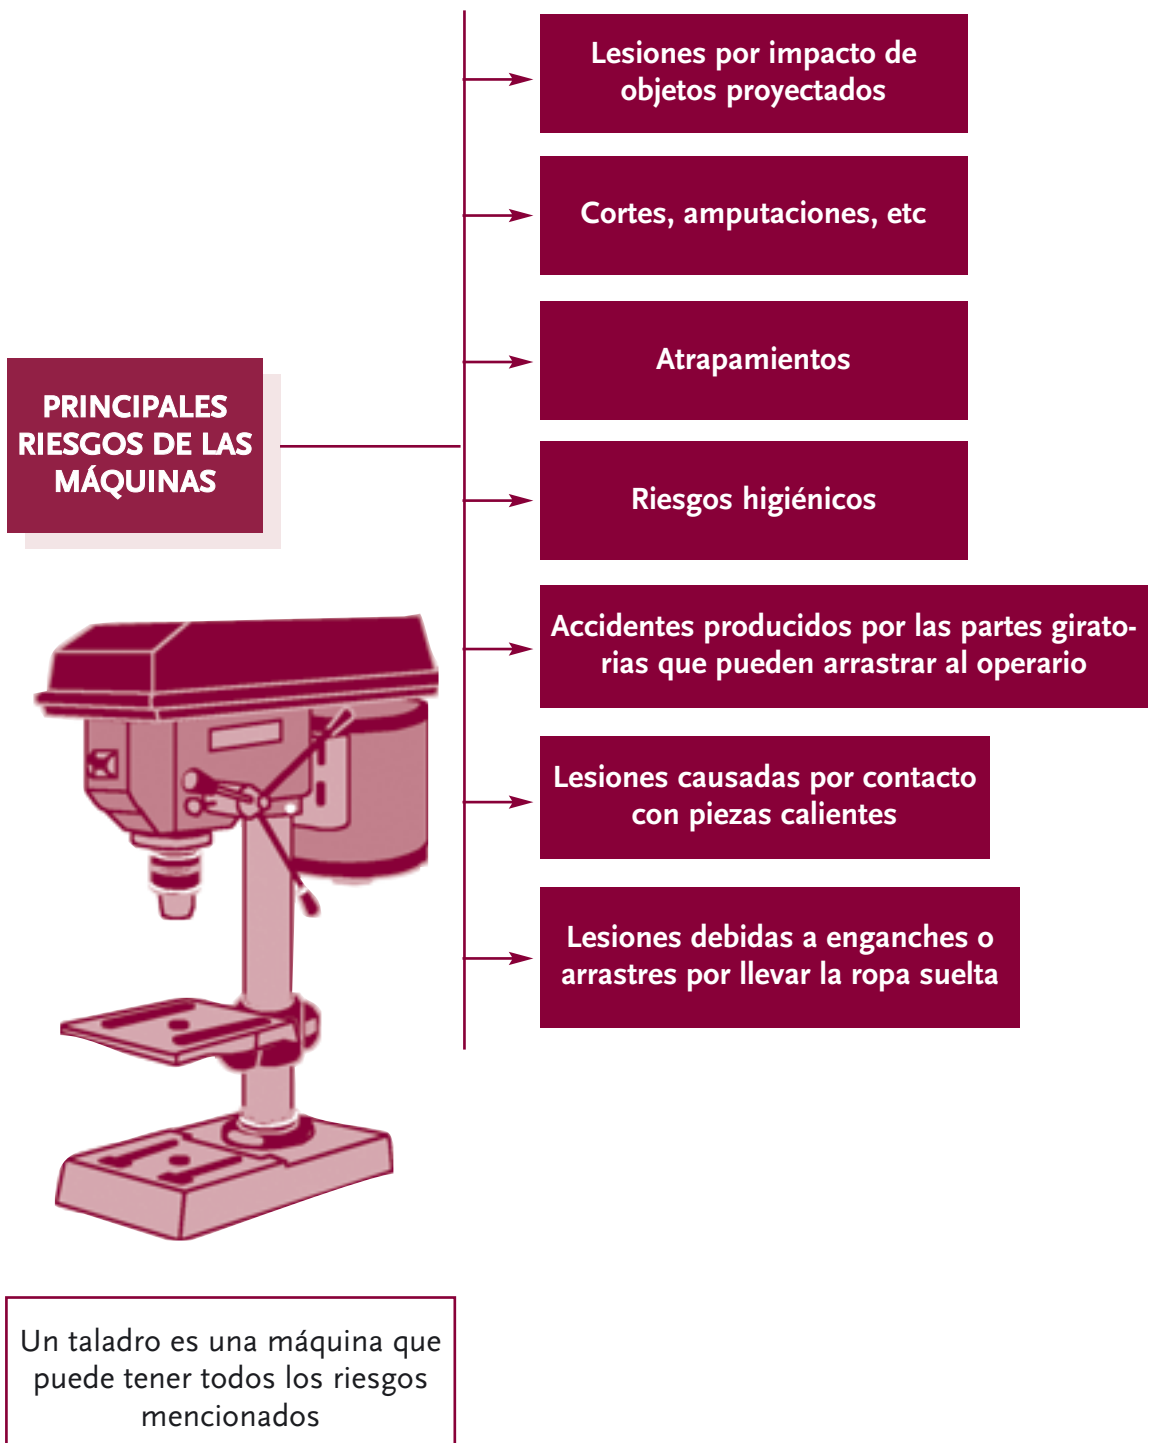 PRINCIPALES
RIESGOS DE LAS
MÁQUINAS
Lesiones por impacto de
objetos proyectados
Cortes, amputaciones, etc
Atrapamientos
Riesgos higiénicos
Accidentes producidos por las partes girato-
rias que pueden arrastrar al operario
Lesiones causadas por contacto
con piezas calientes
Lesiones debidas a enganches o
arrastres por llevar la ropa suelta
Un taladro es una máquina que
puede tener todos los riesgos
mencionados